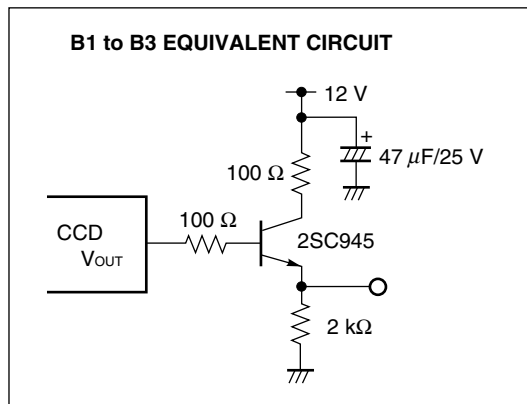 B1 to B3 EQUIVALENT CIRCUIT
12 V
+
47 μF/25 V
100 Ω
100 Ω
CCD
VOUT
2SC945
2 kΩ